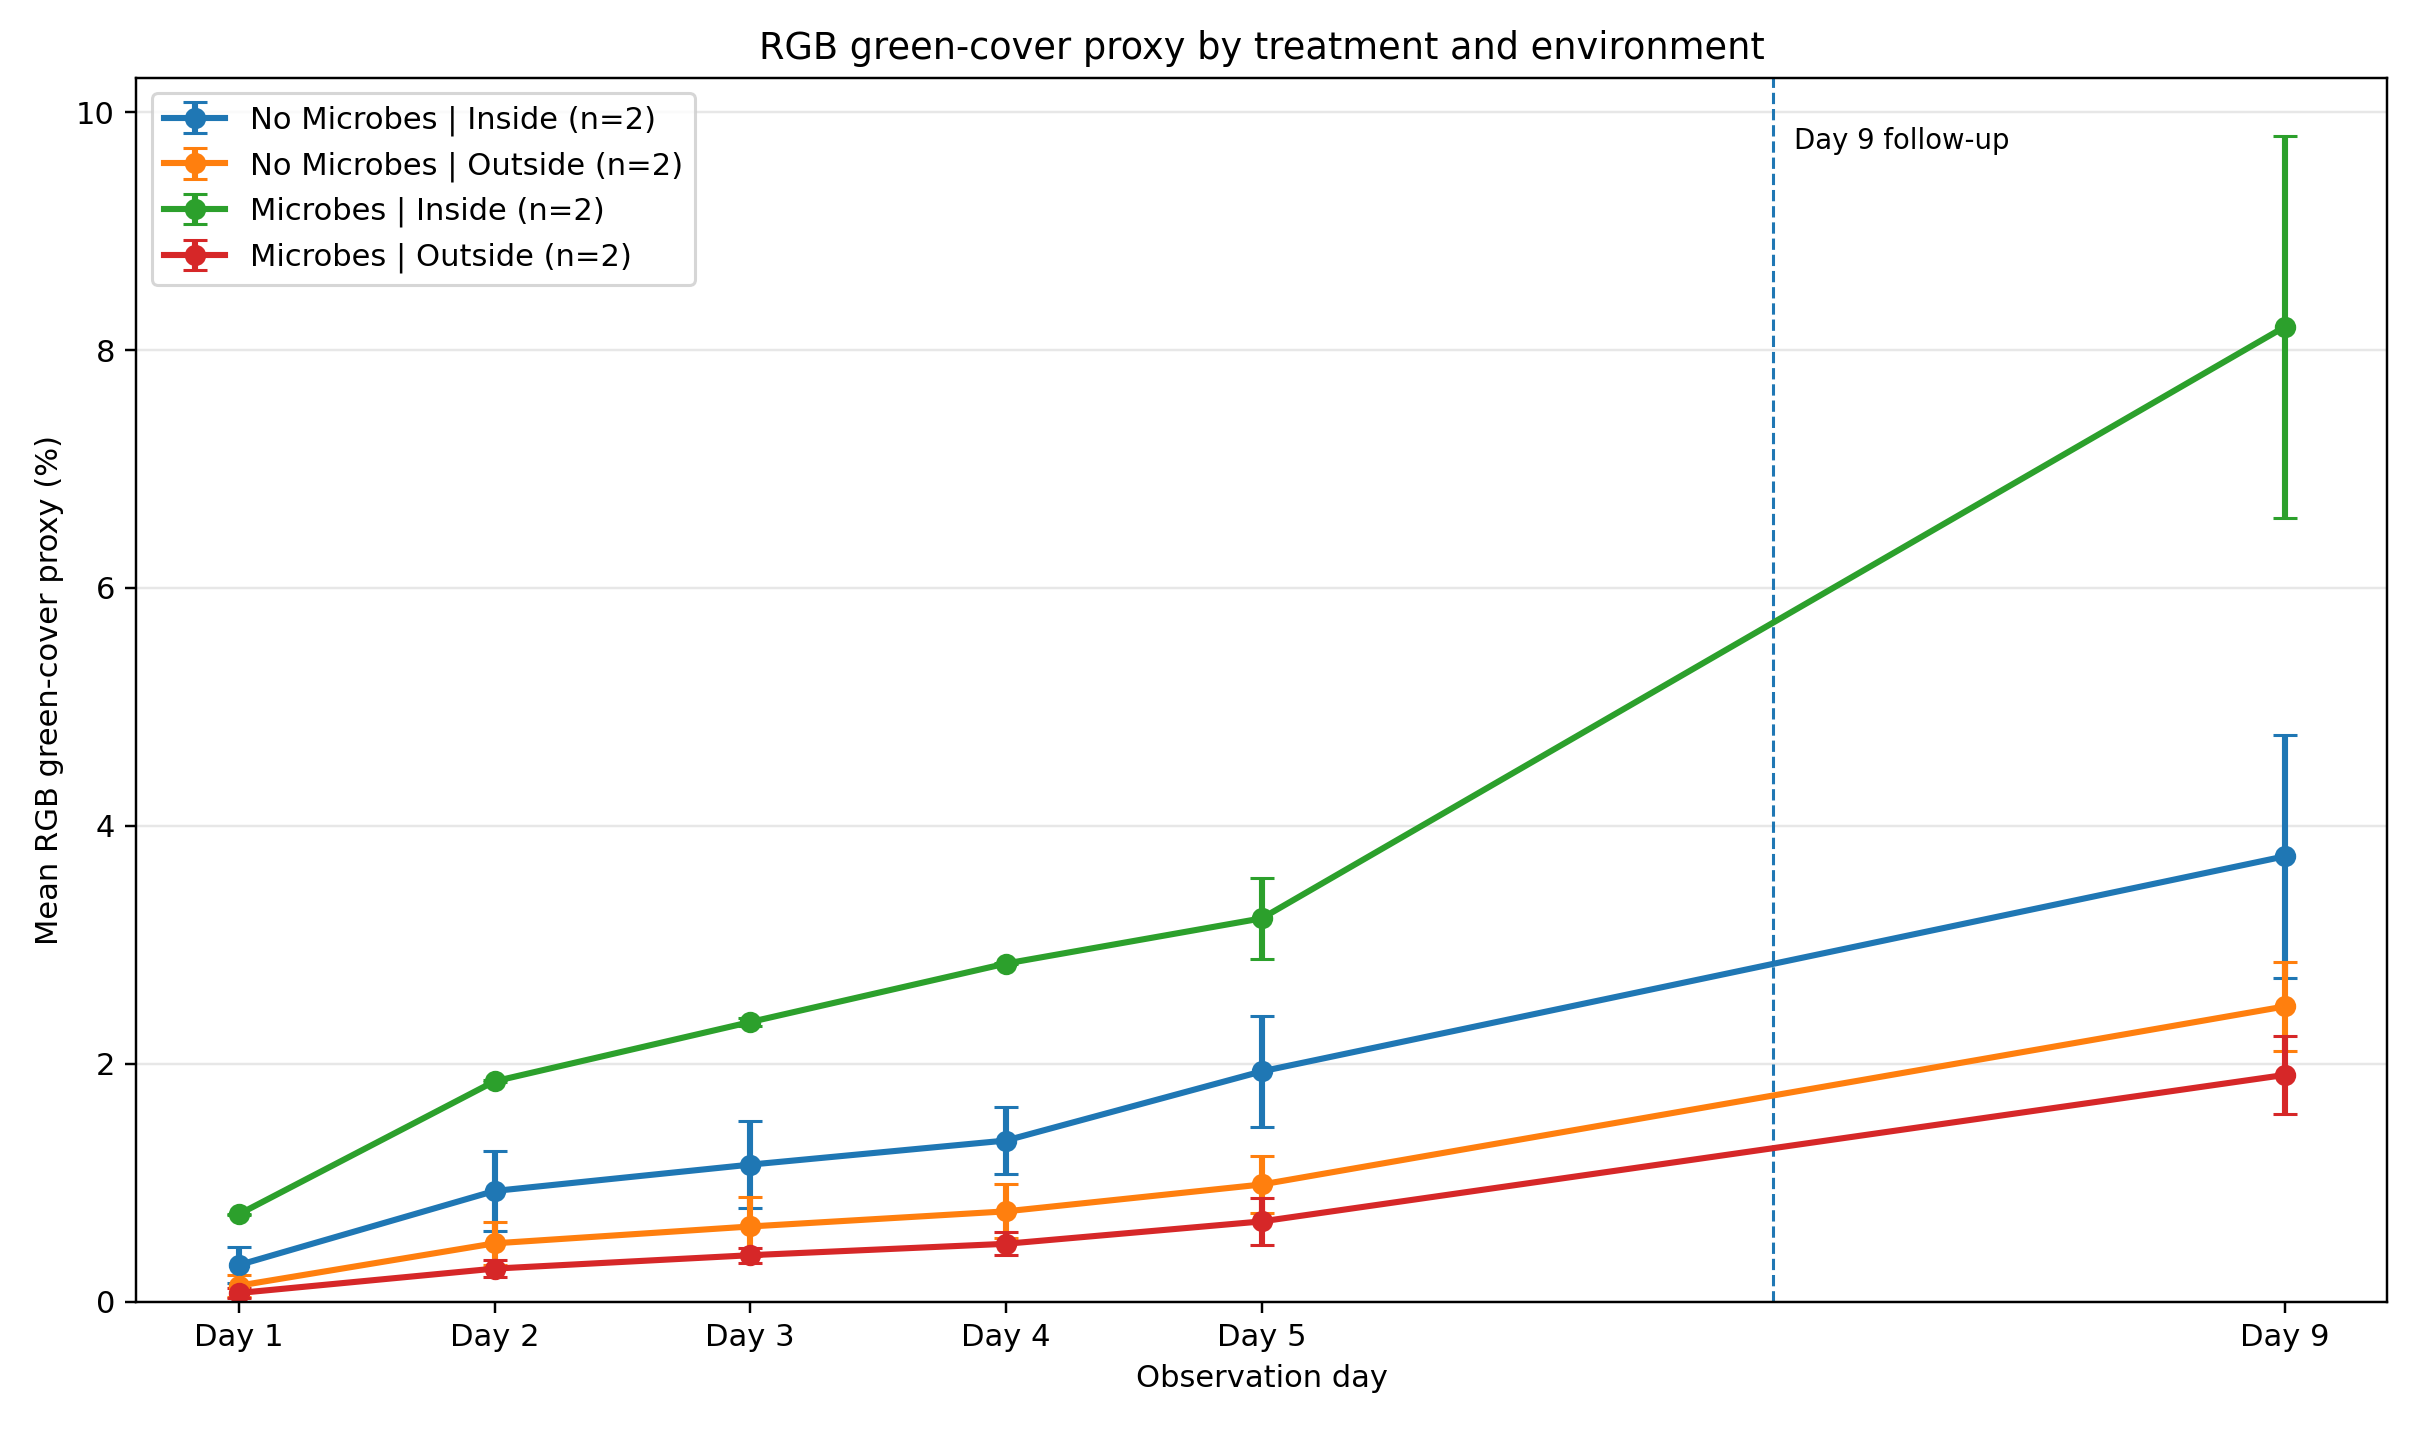 RGB green-cover proxy by treatment and environment
No Microbes | Inside (n=2)
No Microbes | Outside (n=2)
Microbes | Inside (n=2)
Microbes | Outside (n=2)
Day 9 follow-up
Mean RGB green-cover proxy (%)
10
8
6
4
2
0
Day 1 Day 2 Day 3 Day 4 Day 5 Day 9
Observation day